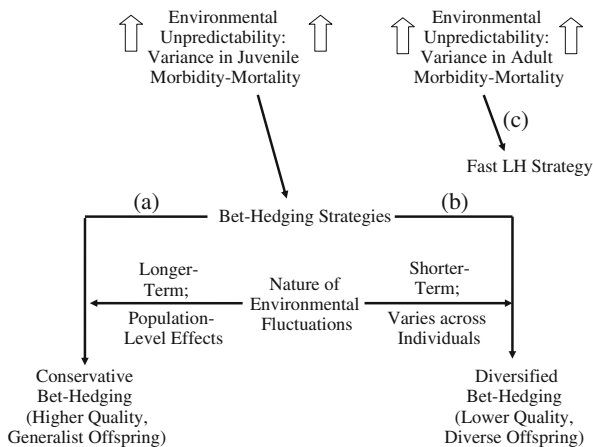 Environmental
Unpredictability:
Variance in Juvenile
Morbidity-Mortality
Environmental
Unpredictability:
Variance in Adult
Morbidity-Mortality
(c)
Fast LH Strategy
(a)
Bet-Hedging Strategies
(b)
Longer-
Term;
Population-
Level Effects
Nature of
Environmental
Fluctuations
Shorter-
Term;
Varies across
Individuals
Conservative
Bet-Hedging
(Higher Quality,
Generalist Offspring)
Diversified
Bet-Hedging
(Lower Quality,
Diverse Offspring)